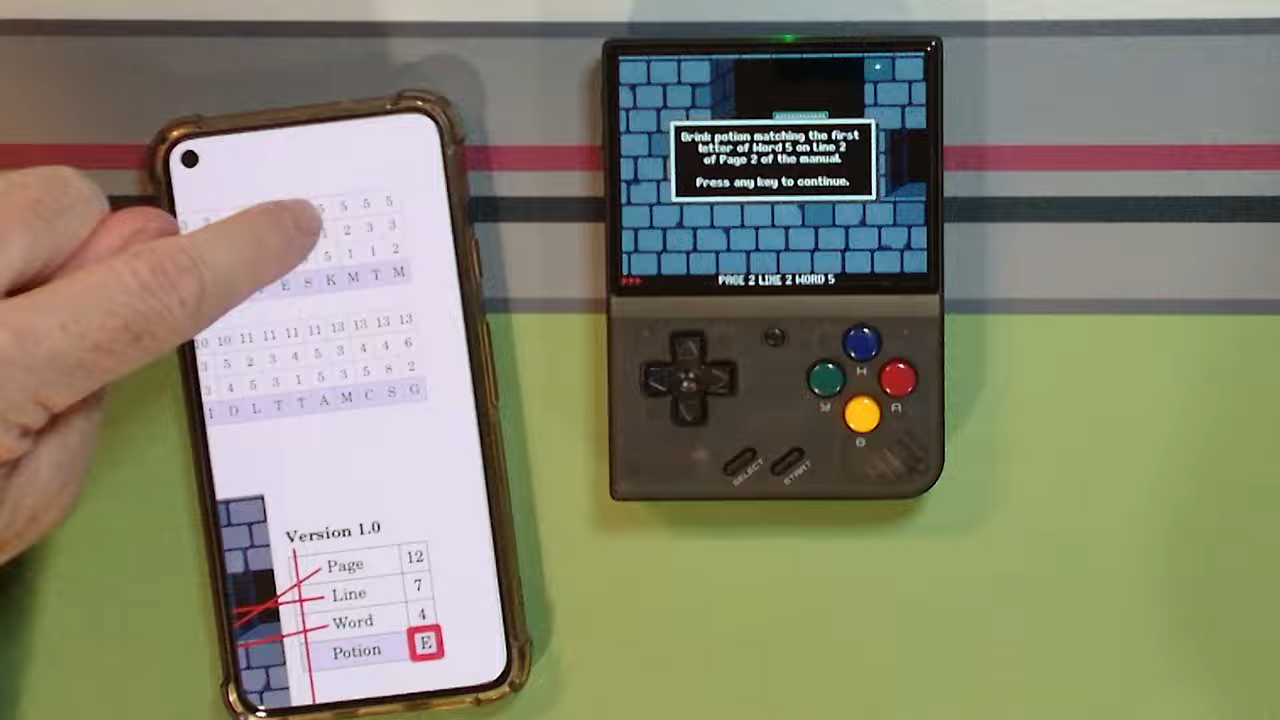 5 5 5 5
1 2 3 3
5 1 1 2
E S K M T M
10 10 11 11 11 11 13 13 13 13
3 5 2 3 4 5 3 4 4 6
3 4 5 3 1 5 3 5 8 2
I D L T T A M C S G
Version 1.0
Page 12
Line 7
Word 4
Potion E
Drink potion matching the first
letter of Word 5 on Line 2
of Page 2 of the manual.
Press any key to continue.
PAGE 2 LINE 2 WORD 5
X
Y
A
B
SELECT
START